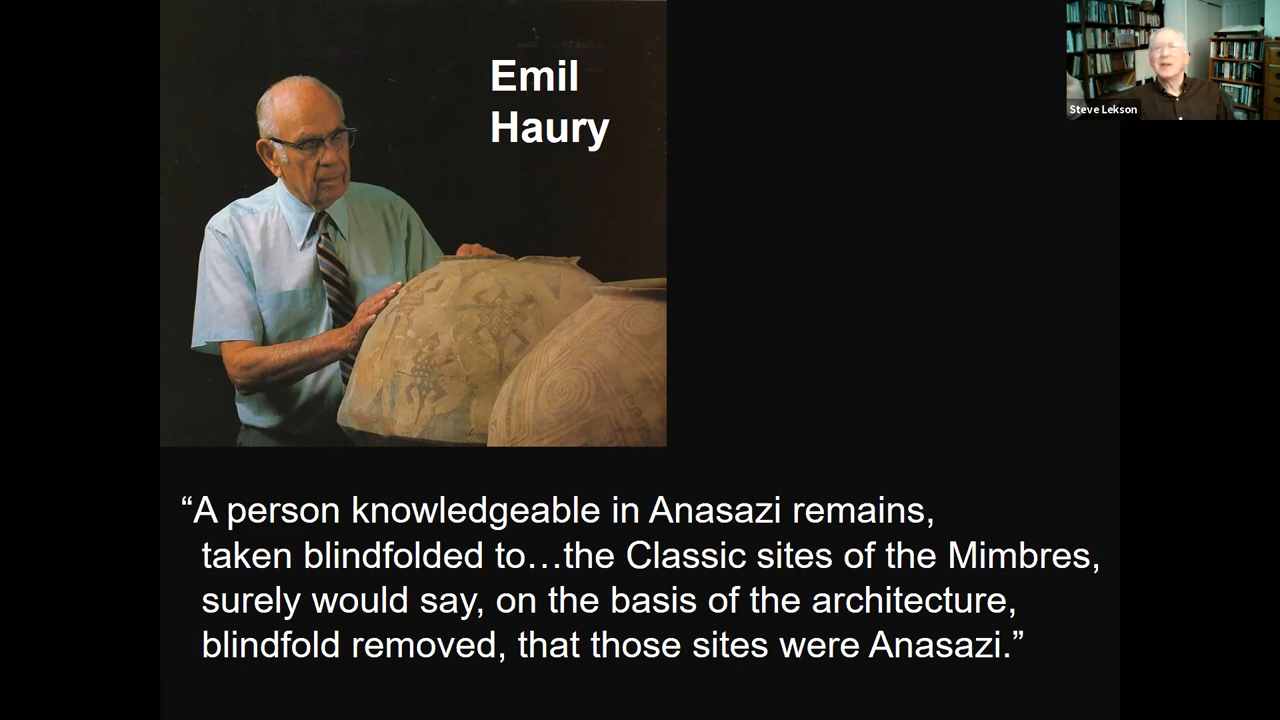 Emil
Haury
Steve Lekson
“A person knowledgeable in Anasazi remains,
taken blindfolded to…the Classic sites of the Mimbres,
surely would say, on the basis of the architecture,
blindfold removed, that those sites were Anasazi.”